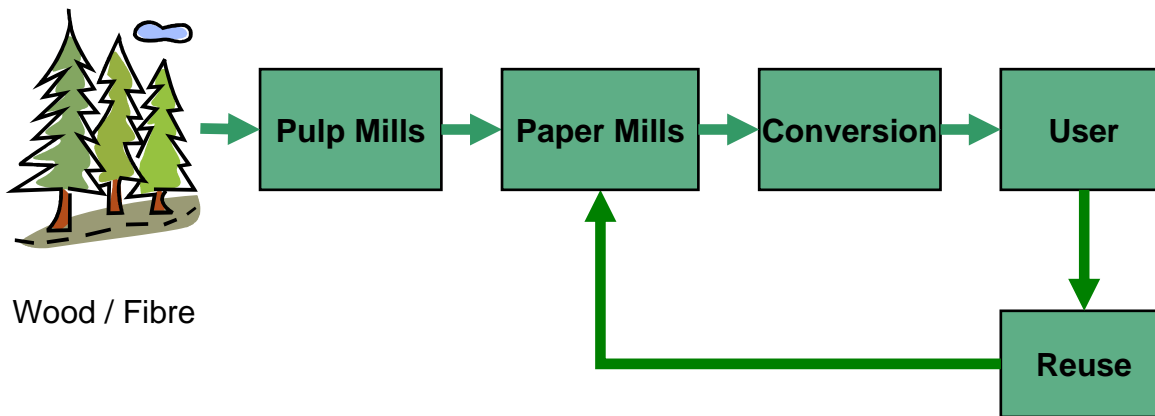 Pulp Mills
Paper Mills
Conversion
User
Wood / Fibre
Reuse